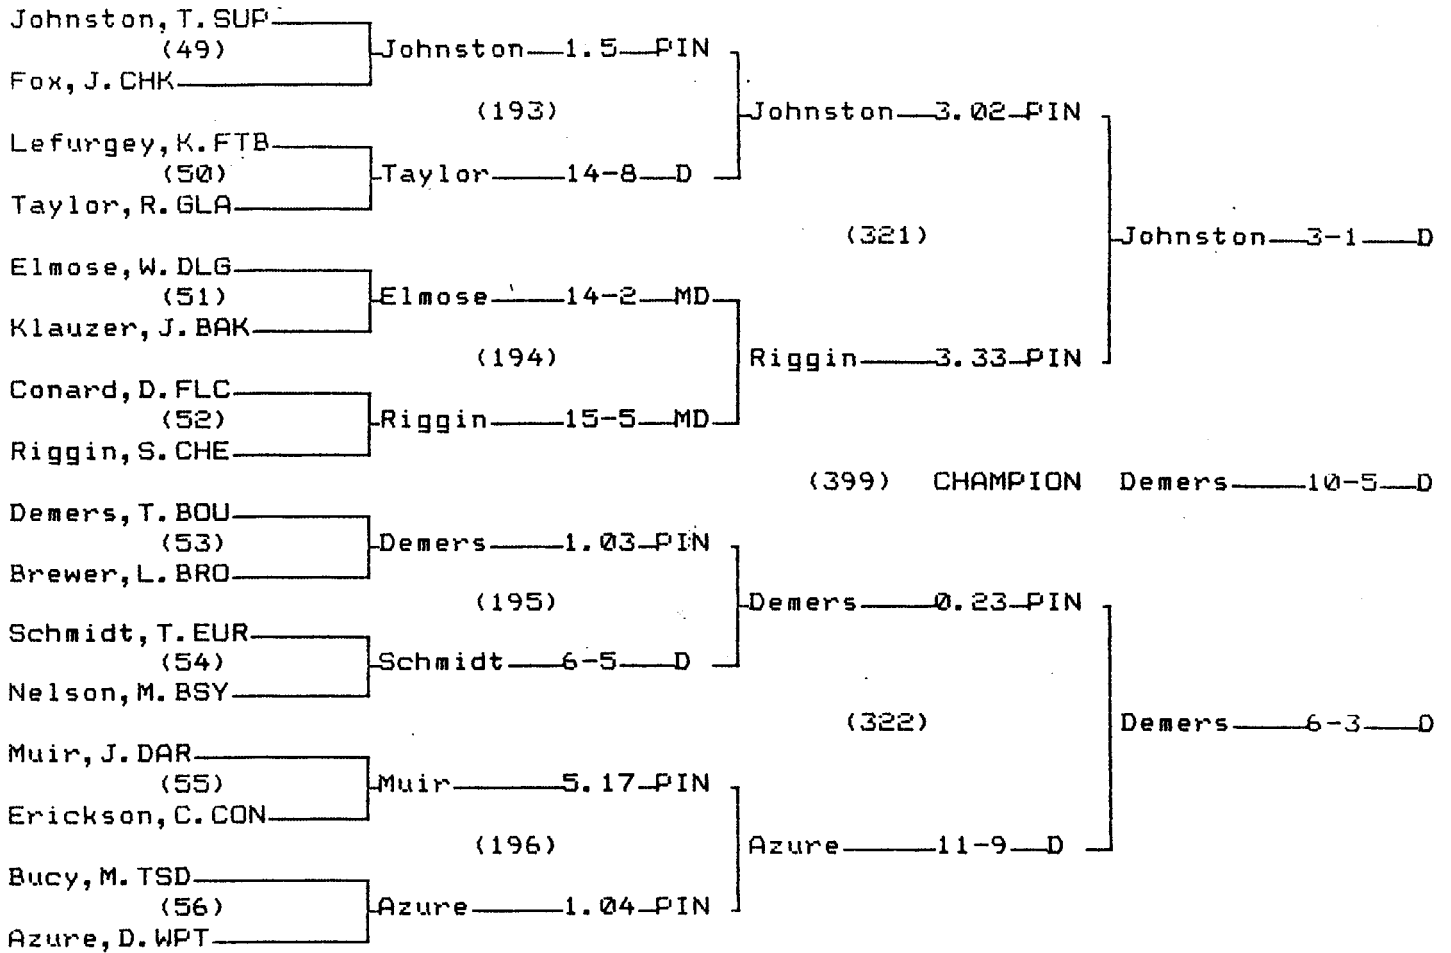 Johnston, T. SUP
(49) Johnston 1.5 PIN
Fox, J. CHK
(193) Johnston 3.02 PIN
Lefurgey, K. FTB
(50) Taylor 14-8 D
Taylor, R. GLA
(321) Johnston 3-1 D
Elmose, W. DLG
(51) Elmose 14-2 MD
Klauzer, J. BAK
(194) Riggin 3.33 PIN
Conard, D. FLC
(52) Riggin 15-5 MD
Riggin, S. CHE
(399) CHAMPION Demers 10-5 D
Demers, T. BOU
(53) Demers 1.03 PIN
Brewer, L. BRO
(195) Demers 0.23 PIN
Schmidt, T. EUR
(54) Schmidt 6-5 D
Nelson, M. BSY
(322) Demers 6-3 D
Muir, J. DAR
(55) Muir 5.17 PIN
Erickson, C. CON
(196) Azure 11-9 D
Bucy, M. TSD
(56) Azure 1.04 PIN
Azure, D. WPT